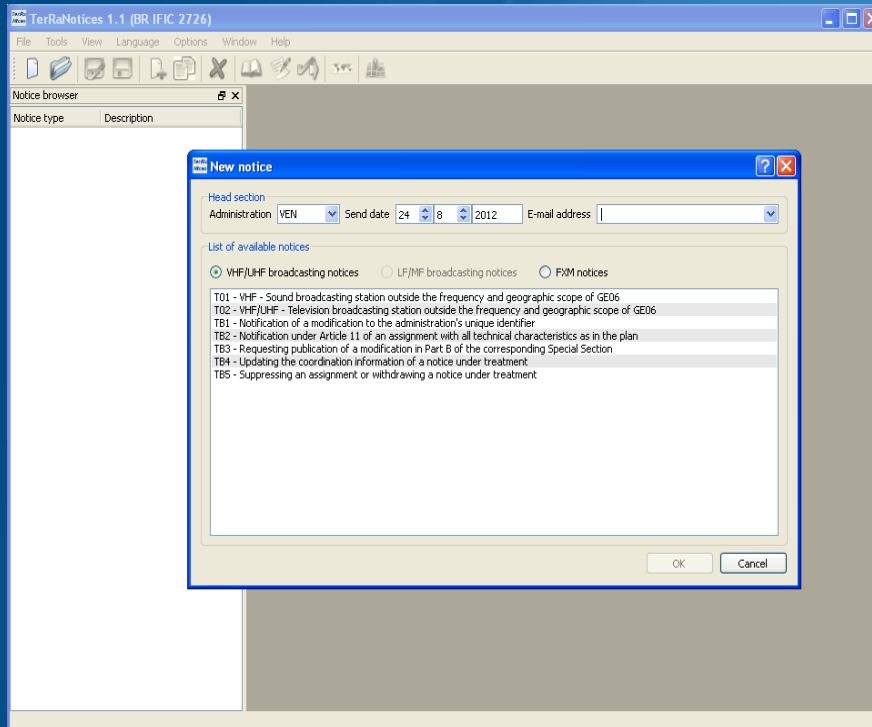 TerRaNotices 1.1 (BR IFIC 2726)
File Tools View Language Options Window Help
Notice browser
Notice type Description
New notice
Head section
Administration VEN Send date 24 8 2012 E-mail address
List of available notices
VHF/UHF broadcasting notices LF/MF broadcasting notices FXM notices
T01 - VHF - Sound broadcasting station outside the frequency and geographic scope of GE06
T02 - VHF/UHF - Television broadcasting station outside the frequency and geographic scope of GE06
TB1 - Notification of a modification to the administration's unique identifier
TB2 - Notification under Article 11 of an assignment with all technical characteristics as in the plan
TB3 - Requesting publication of a modification in Part B of the corresponding Special Section
TB4 - Updating the coordination information of a notice under treatment
TB5 - Suppressing an assignment or withdrawing a notice under treatment
OK Cancel